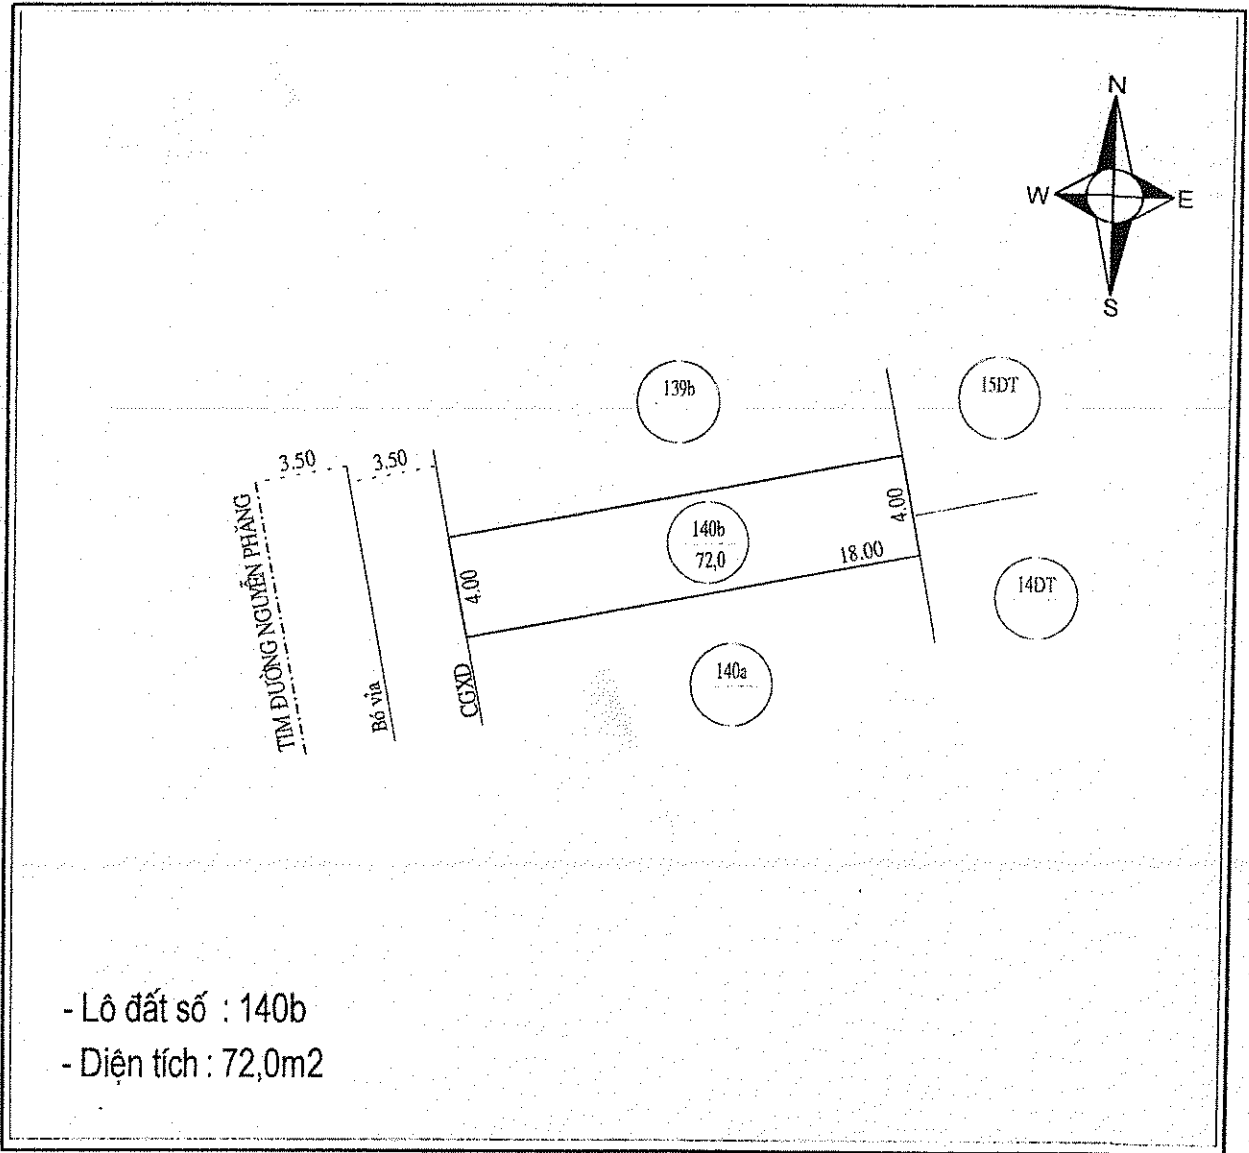 N
W
E
S
139b
15DT
3.50
3.50
TIM ĐƯỜNG NGUYỄN PHĂNG
140b
72,0
4.00
18.00
4.00
14DT
140a
CGXD
Bó vỉa
- Lô đất số : 140b
- Diện tích : 72,0m2